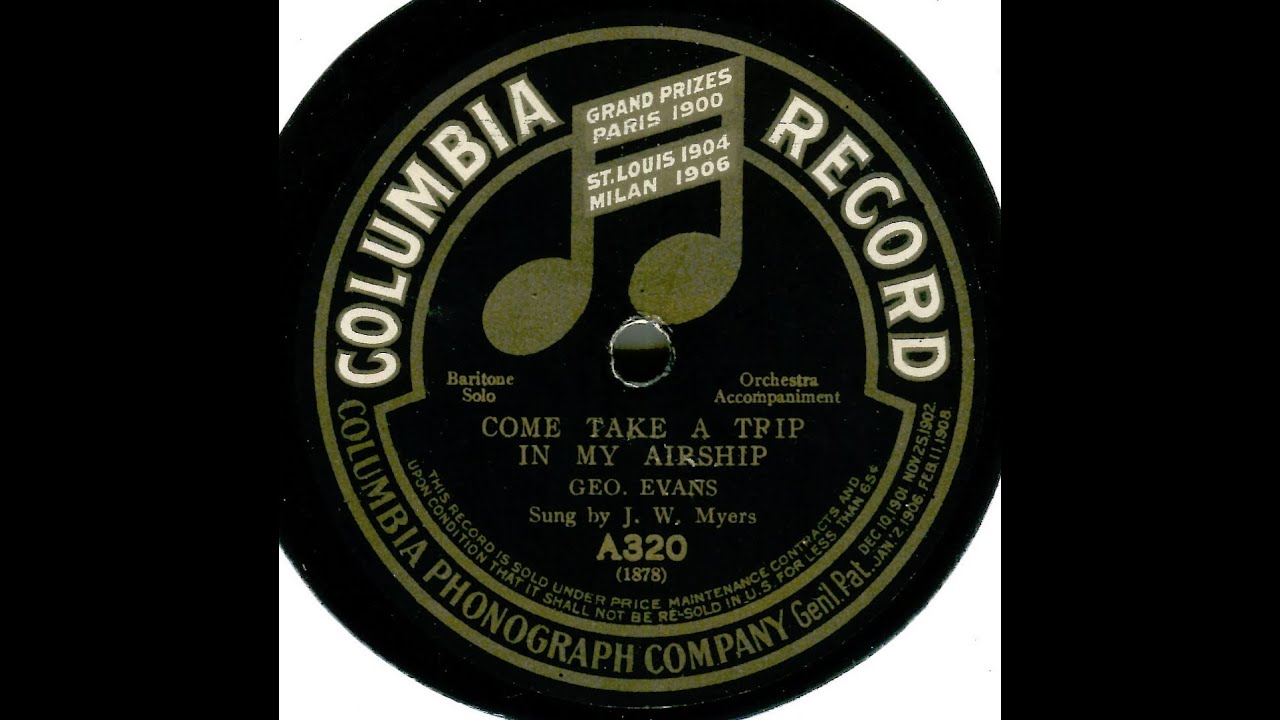 COLUMBIA RECORD
GRAND PRIZES
PARIS 1900
ST. LOUIS 1904
MILAN 1906
Baritone
Solo
Orchestra
Accompaniment
COME TAKE A TRIP
IN MY AIRSHIP
GEO. EVANS
Sung by J. W. Myers
A320
(1878)
THIS RECORD IS SOLD UNDER PRICE MAINTENANCE CONTRACTS AND
UPON CONDITION THAT IT SHALL NOT BE RE-SOLD IN U.S. FOR LESS THAN 65¢
COLUMBIA PHONOGRAPH COMPANY Gen'l. Pat. DEC 10, 1901 NOV. 25, 1902.
JAN'2, 1906. FEB. 11, 1908.